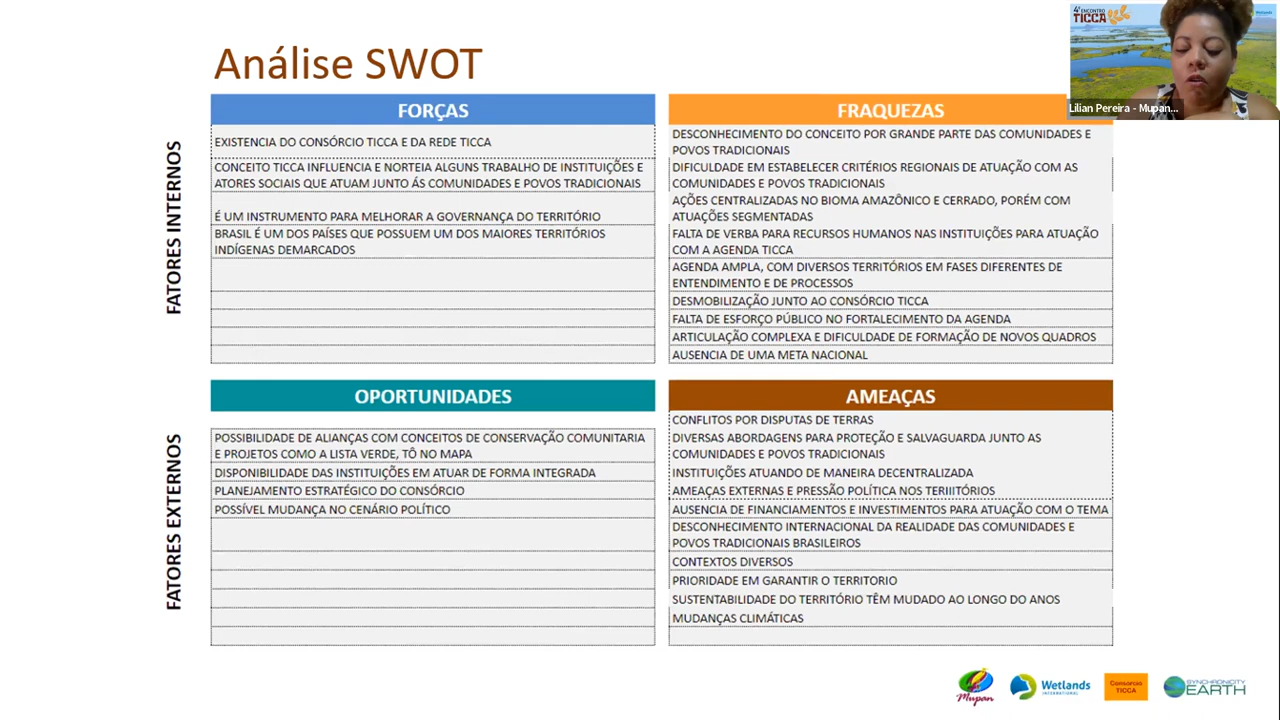 Análise SWOT
FATORES INTERNOS
FORÇAS
EXISTENCIA DO CONSÓRCIO TICCA E DA REDE TICCA
CONCEITO TICCA INFLUENCIA E NORTEIA ALGUNS TRABALHO DE INSTITUIÇÕES E
ATORES SOCIAIS QUE ATUAM JUNTO ÁS COMUNIDADES E POVOS TRADICIONAIS
É UM INSTRUMENTO PARA MELHORAR A GOVERNANÇA DO TERRITÓRIO
BRASIL É UM DOS PAÍSES QUE POSSUEM UM DOS MAIORES TERRITÓRIOS
INDÍGENAS DEMARCADOS
FRAQUEZAS
DESCONHECIMENTO DO CONCEITO POR GRANDE PARTE DAS COMUNIDADES E
POVOS TRADICIONAIS
DIFICULDADE EM ESTABELECER CRITÉRIOS REGIONAIS DE ATUAÇÃO COM AS
COMUNIDADES E POVOS TRADICIONAIS
AÇÕES CENTRALIZADAS NO BIOMA AMAZÔNICO E CERRADO, PORÉM COM
ATUAÇÕES SEGMENTADAS
FALTA DE VERBA PARA RECURSOS HUMANOS NAS INSTITUIÇÕES PARA ATUAÇÃO
COM A AGENDA TICCA
AGENDA AMPLA, COM DIVERSOS TERRITÓRIOS EM FASES DIFERENTES DE
ENTENDIMENTO E DE PROCESSOS
DESMOBILIZAÇÃO JUNTO AO CONSÓRCIO TICCA
FALTA DE ESFORÇO PÚBLICO NO FORTALECIMENTO DA AGENDA
ARTICULAÇÃO COMPLEXA E DIFICULDADE DE FORMAÇÃO DE NOVOS QUADROS
AUSENCIA DE UMA META NACIONAL
FATORES EXTERNOS
OPORTUNIDADES
POSSIBILIDADE DE ALIANÇAS COM CONCEITOS DE CONSERVAÇÃO COMUNITARIA
E PROJETOS COMO A LISTA VERDE, TÔ NO MAPA
DISPONIBILIDADE DAS INSTITUIÇÕES EM ATUAR DE FORMA INTEGRADA
PLANEJAMENTO ESTRATÉGICO DO CONSÓRCIO
POSSÍVEL MUDANÇA NO CENÁRIO POLÍTICO
AMEAÇAS
CONFLITOS POR DISPUTAS DE TERRAS
DIVERSAS ABORDAGENS PARA PROTEÇÃO E SALVAGUARDA JUNTO AS
COMUNIDADES E POVOS TRADICIONAIS
INSTITUIÇÕES ATUANDO DE MANEIRA DECENTRALIZADA
AMEAÇAS EXTERNAS E PRESSÃO POLÍTICA NOS TERIIITÓRIOS
AUSENCIA DE FINANCIAMENTOS E INVESTIMENTOS PARA ATUAÇÃO COM O TEMA
DESCONHECIMENTO INTERNACIONAL DA REALIDADE DAS COMUNIDADES E
POVOS TRADICIONAIS BRASILEIROS
CONTEXTOS DIVERSOS
PRIORIDADE EM GARANTIR O TERRITORIO
SUSTENTABILIDADE DO TERRITÓRIO TÊM MUDADO AO LONGO DO ANOS
MUDANÇAS CLIMÁTICAS
4º ENCONTRO
TICCA
Wetlands
Lilian Pereira - Mupan...
Mupan
Wetlands
INTERNATIONAL
Consorcio
TICCA
SYNCHRONICITY
EARTH